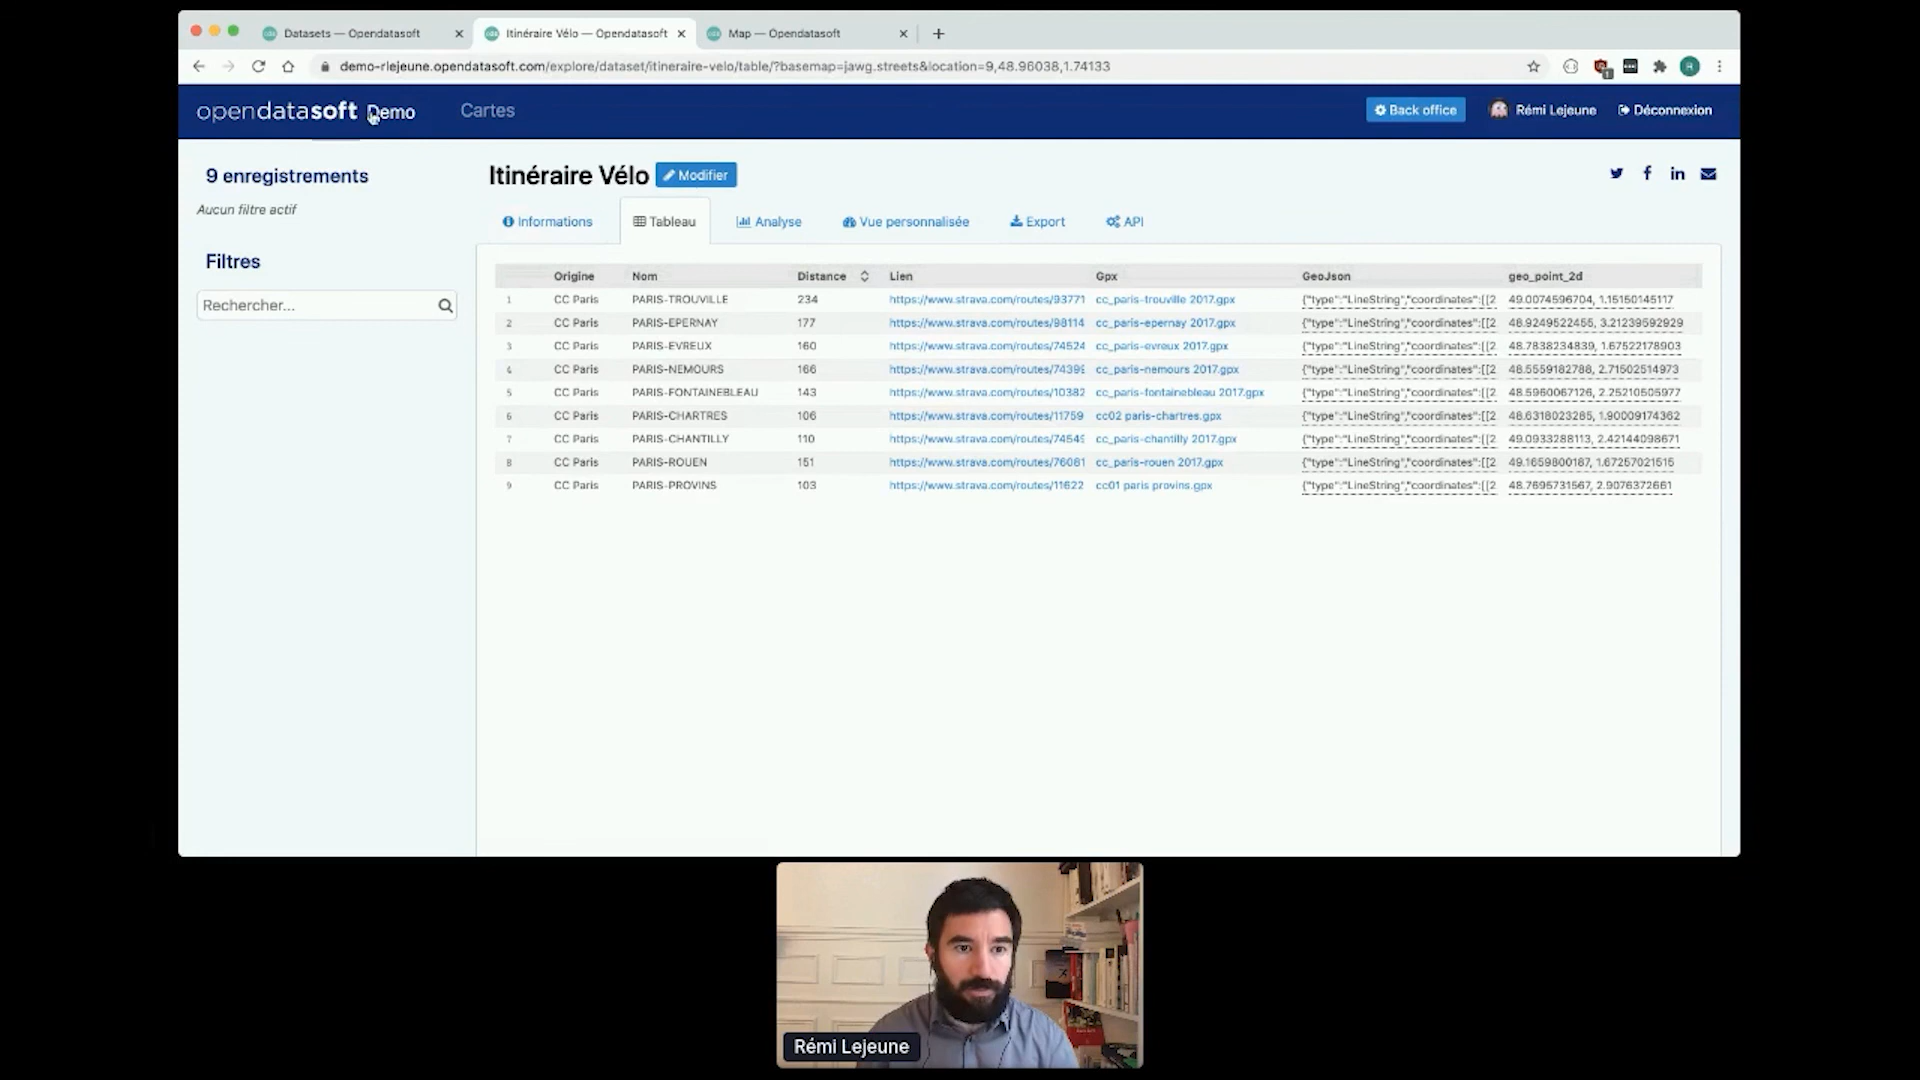 Datasets — Opendatasoft
Itinéraire Vélo — Opendatasoft
Map — Opendatasoft
demo-rlejeune.opendatasoft.com/explore/dataset/itineraire-velo/table/?basemap=jawg.streets&location=9,48.96038,1.74133
opendatasoft Demo Cartes Back office Rémi Lejeune Déconnexion
9 enregistrements
Aucun filtre actif
Filtres
Rechercher...
Itinéraire Vélo Modifier
Informations Tableau Analyse Vue personnalisée Export API
Origine Nom Distance Lien Gpx GeoJson geo_point_2d
1 CC Paris PARIS-TROUVILLE 234 https://www.strava.com/routes/93771 cc_paris-trouville 2017.gpx {"type":"LineString","coordinates":[[2 49.0074596704, 1.15150145117
2 CC Paris PARIS-EPERNAY 177 https://www.strava.com/routes/98114 cc_paris-epernay 2017.gpx {"type":"LineString","coordinates":[[2 48.9249522455, 3.21239592929
3 CC Paris PARIS-EVREUX 160 https://www.strava.com/routes/74524 cc_paris-evreux 2017.gpx {"type":"LineString","coordinates":[[2 48.7838234839, 1.67522178903
4 CC Paris PARIS-NEMOURS 166 https://www.strava.com/routes/74399 cc_paris-nemours 2017.gpx {"type":"LineString","coordinates":[[2 48.5559182788, 2.71502514973
5 CC Paris PARIS-FONTAINEBLEAU 143 https://www.strava.com/routes/10382 cc_paris-fontainebleau 2017.gpx {"type":"LineString","coordinates":[[2 48.5960067126, 2.25210505977
6 CC Paris PARIS-CHARTRES 106 https://www.strava.com/routes/11759 cc02 paris-chartres.gpx {"type":"LineString","coordinates":[[2 48.6318023285, 1.90009174362
7 CC Paris PARIS-CHANTILLY 110 https://www.strava.com/routes/74549 cc_paris-chantilly 2017.gpx {"type":"LineString","coordinates":[[2 49.0933288113, 2.42144098671
8 CC Paris PARIS-ROUEN 151 https://www.strava.com/routes/76081 cc_paris-rouen 2017.gpx {"type":"LineString","coordinates":[[2 49.1659800187, 1.67257021515
9 CC Paris PARIS-PROVINS 103 https://www.strava.com/routes/11622 cc01 paris provins.gpx {"type":"LineString","coordinates":[[2 48.7695731567, 2.9076372661
Rémi Lejeune